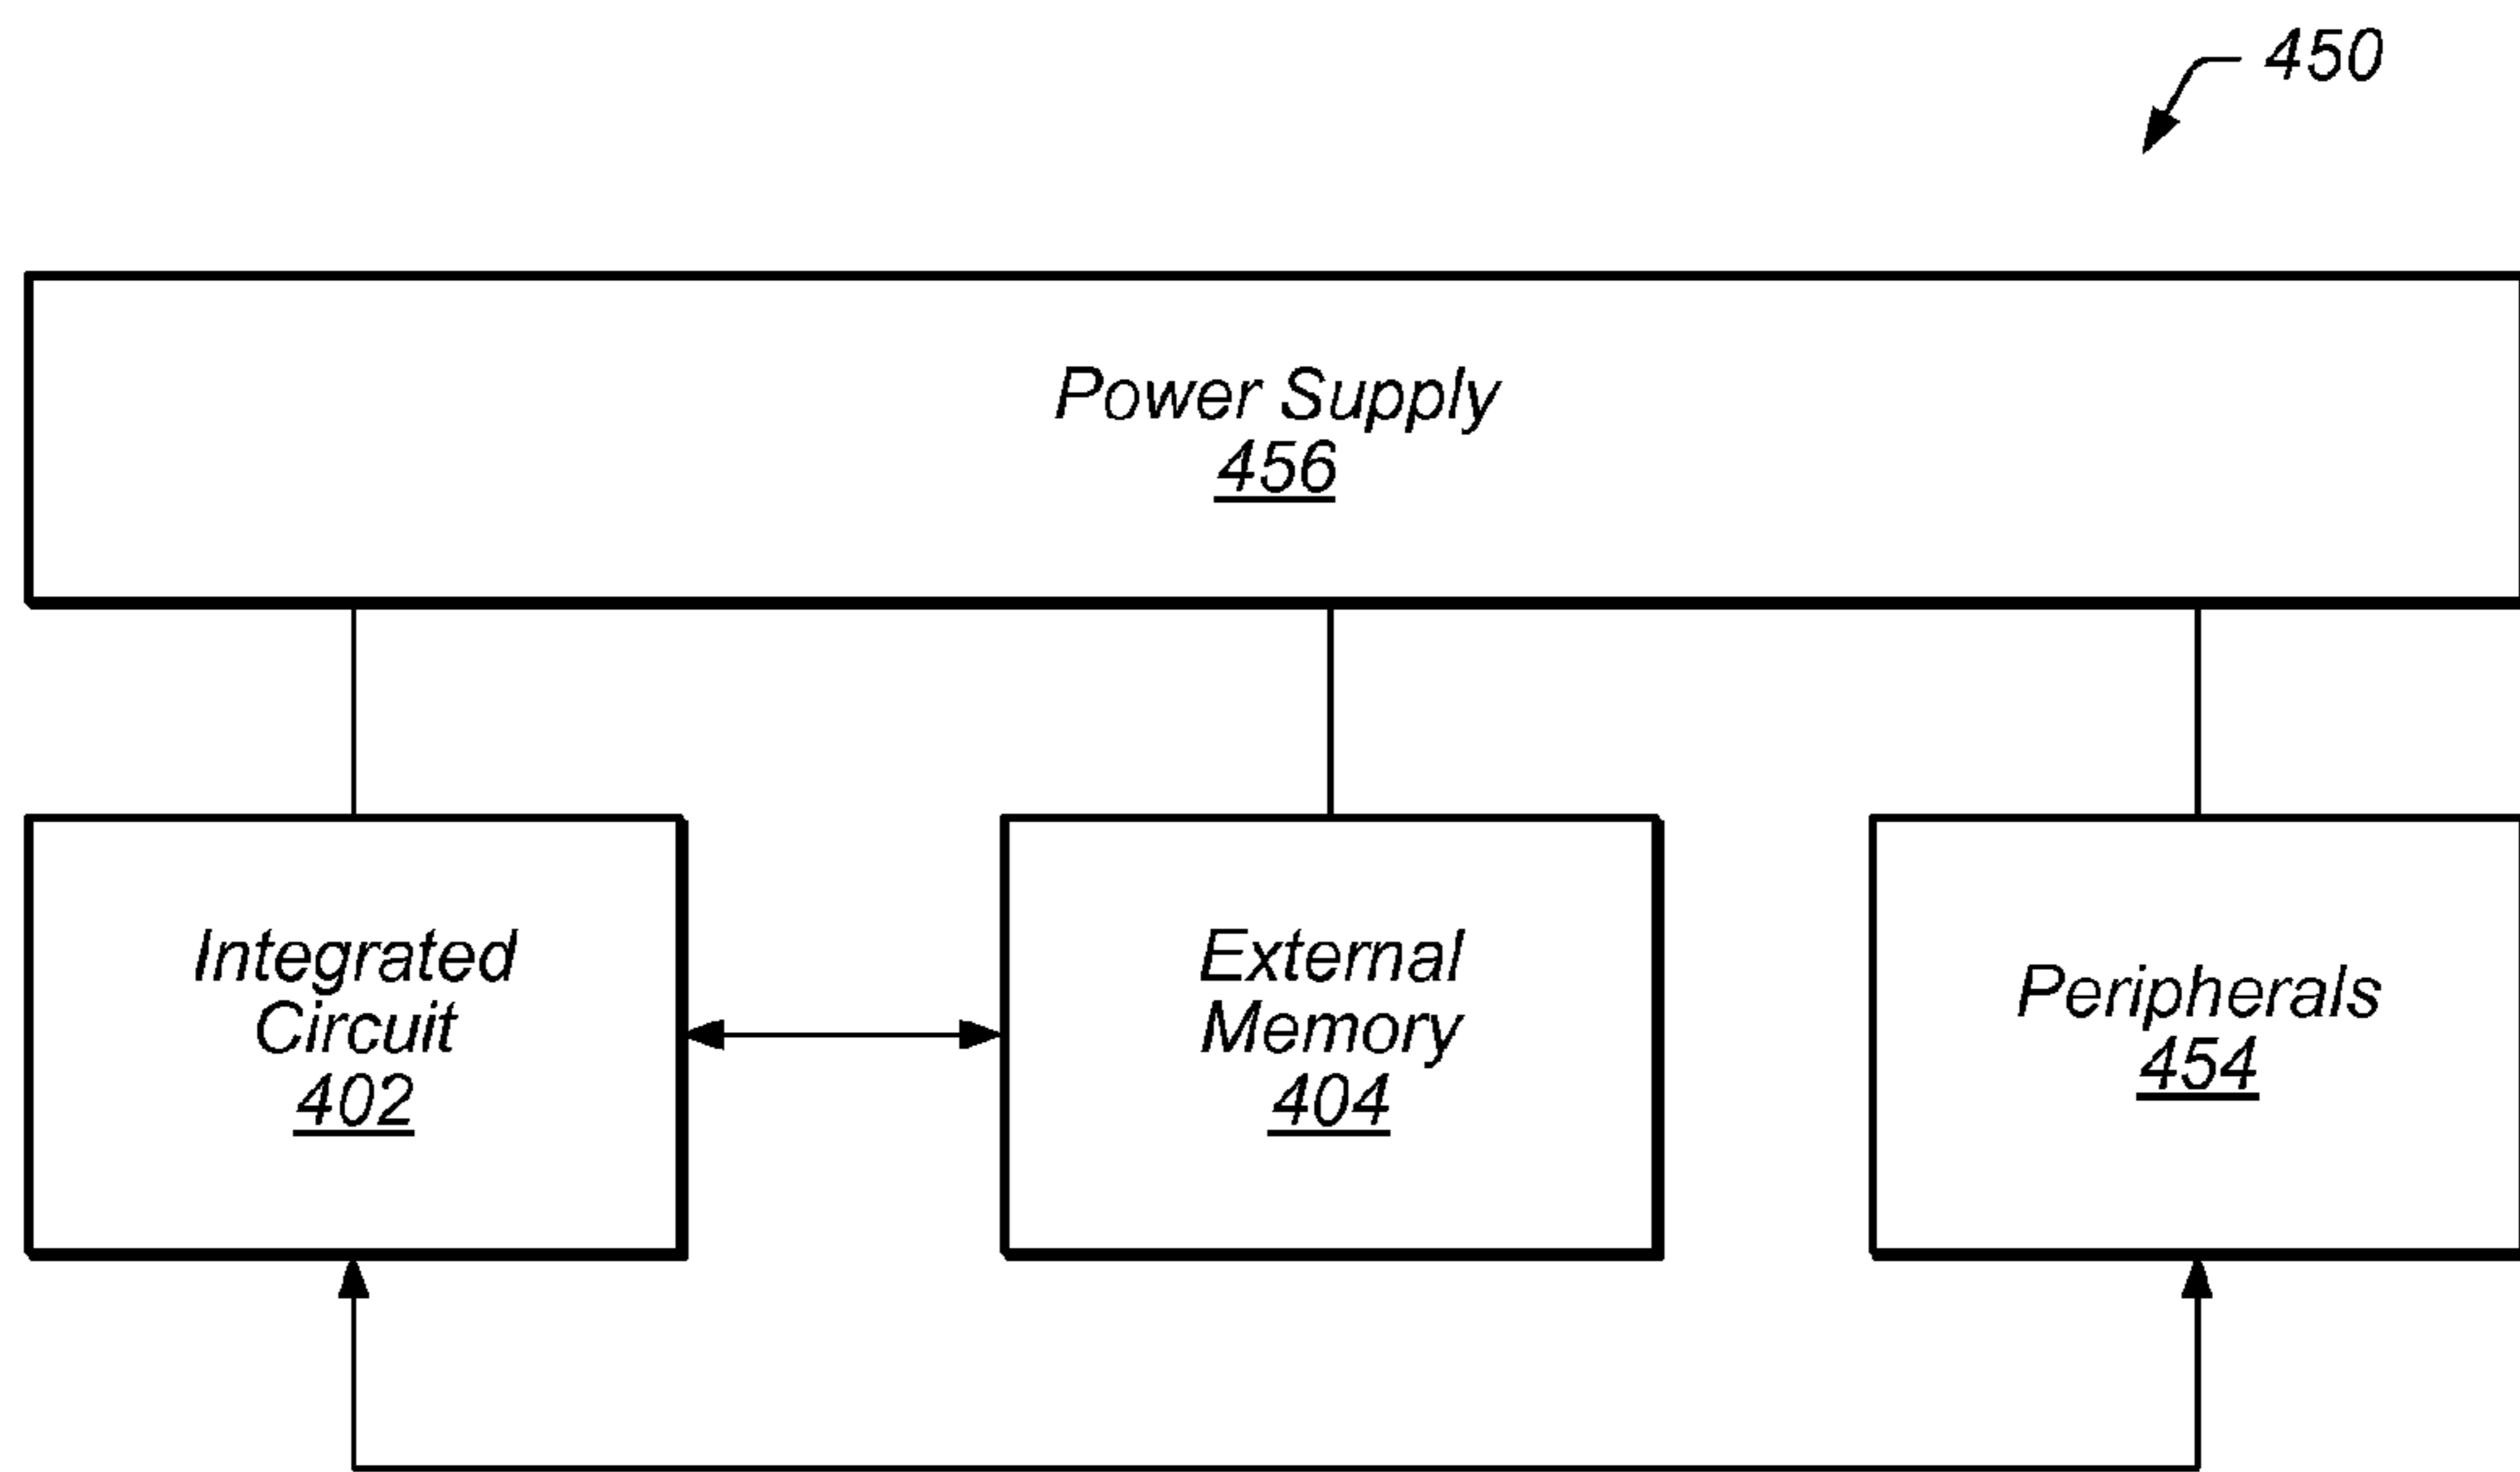 450
Power Supply
456
Integrated
Circuit
402
External
Memory
404
Peripherals
454